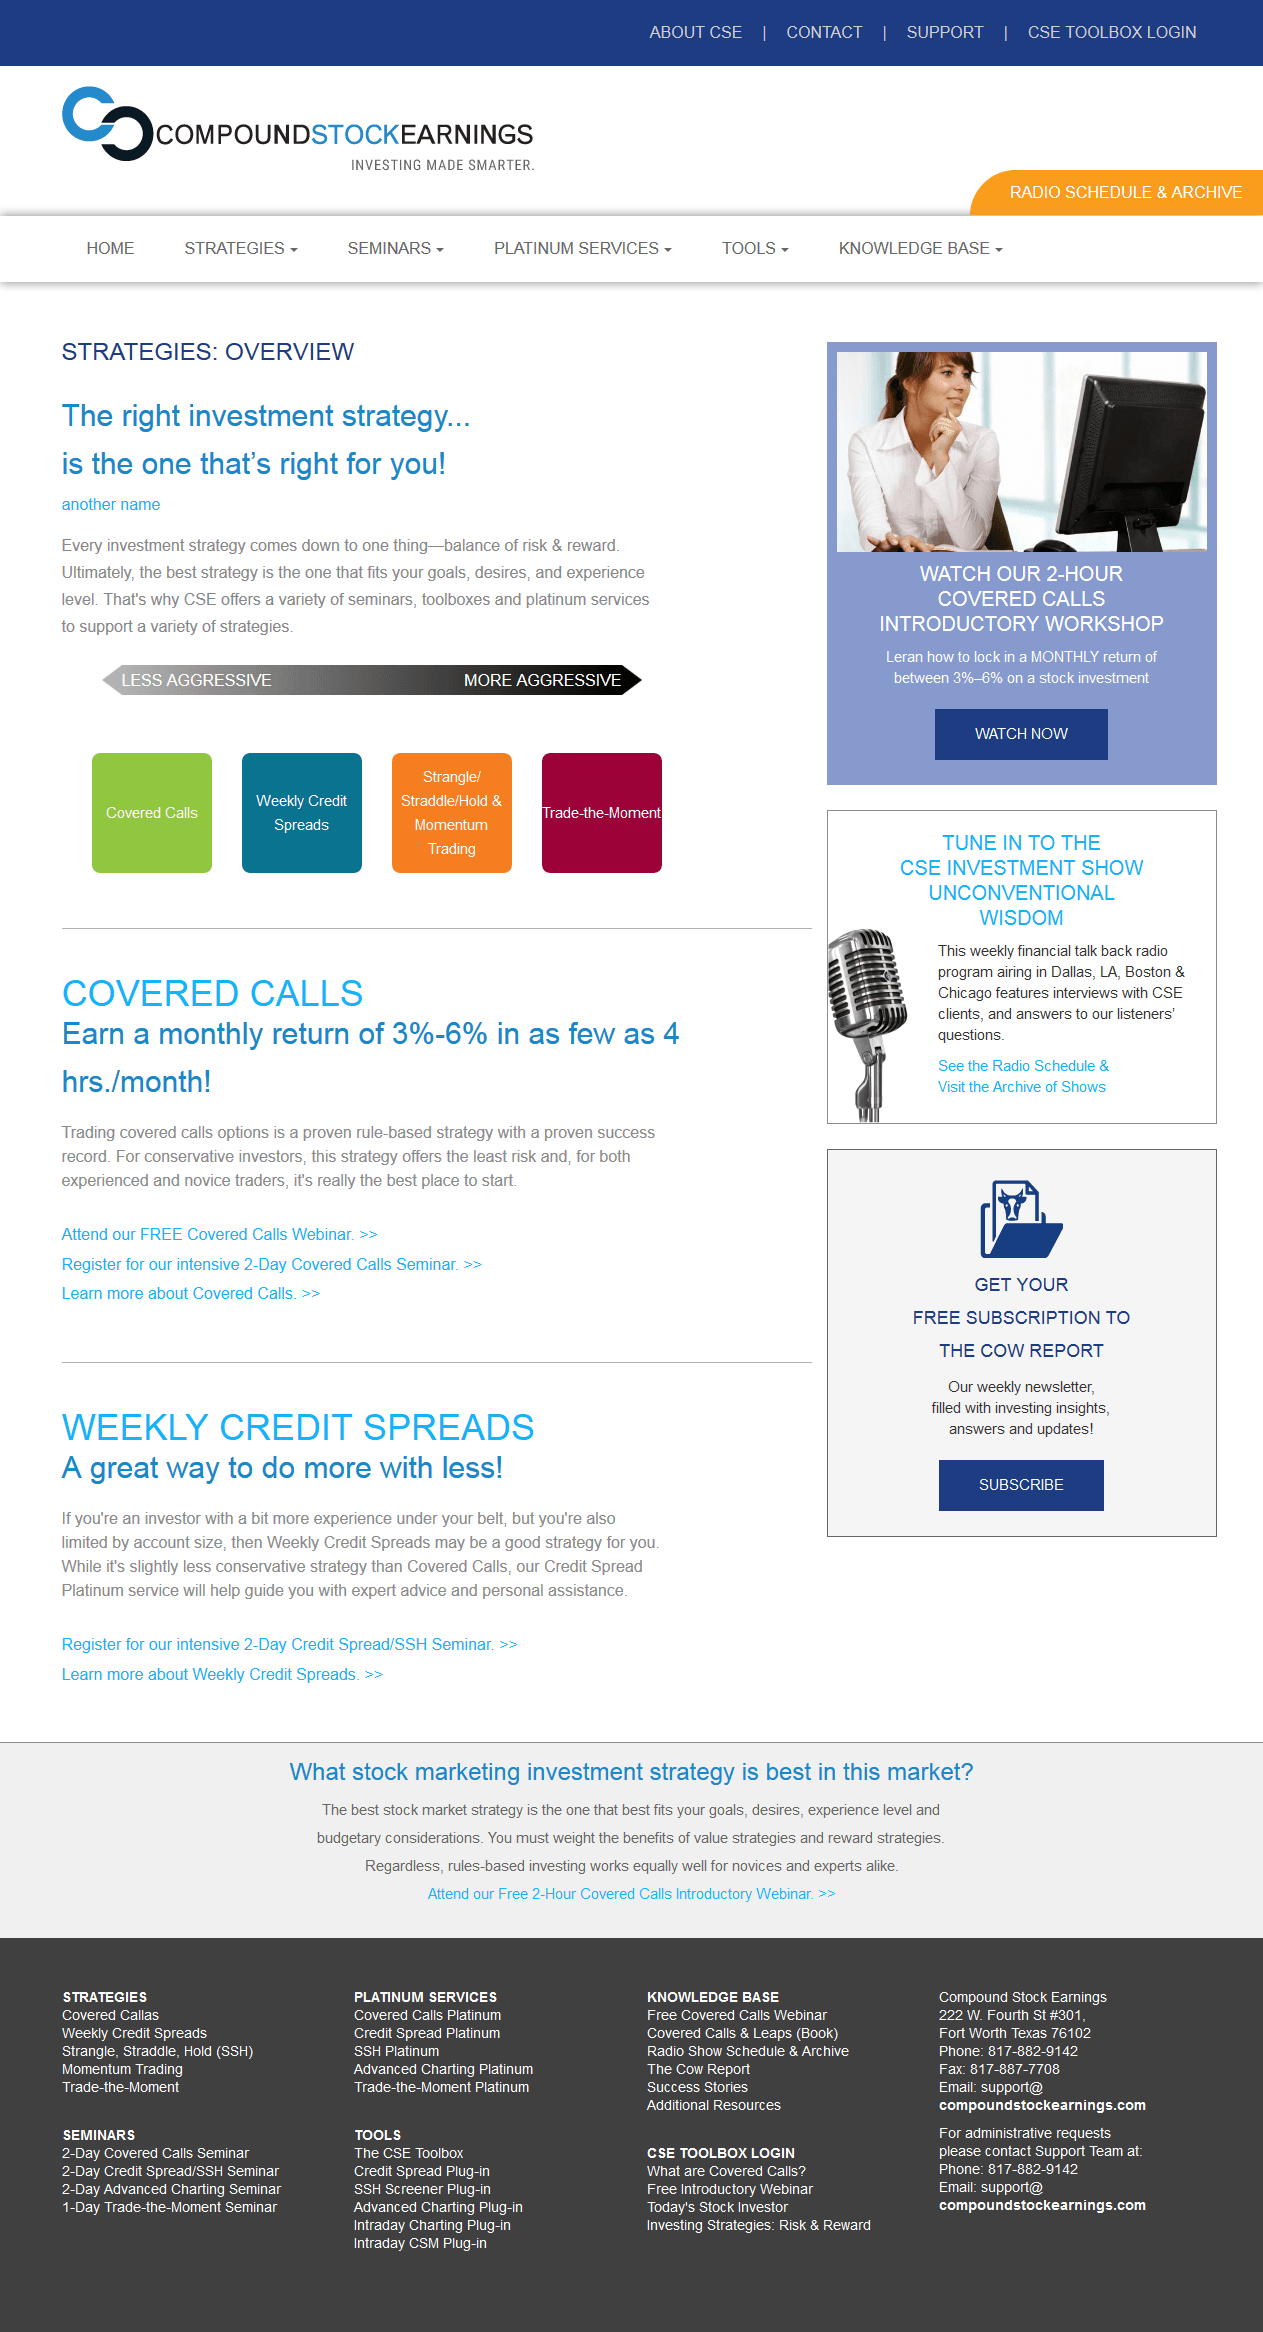 ABOUT CSE | CONTACT | SUPPORT | CSE TOOLBOX LOGIN
COMPOUNDSTOCKEARNINGS
INVESTING MADE SMARTER.
RADIO SCHEDULE & ARCHIVE
HOME STRATEGIES SEMINARS PLATINUM SERVICES TOOLS KNOWLEDGE BASE
STRATEGIES: OVERVIEW
The right investment strategy...
is the one that’s right for you!
another name
Every investment strategy comes down to one thing—balance of risk & reward.
Ultimately, the best strategy is the one that fits your goals, desires, and experience
level. That's why CSE offers a variety of seminars, toolboxes and platinum services
to support a variety of strategies.
LESS AGGRESSIVE MORE AGGRESSIVE
Covered Calls
Weekly Credit
Spreads
Strangle/
Straddle/Hold &
Momentum
Trading
Trade-the-Moment
COVERED CALLS
Earn a monthly return of 3%-6% in as few as 4
hrs./month!
Trading covered calls options is a proven rule-based strategy with a proven success
record. For conservative investors, this strategy offers the least risk and, for both
experienced and novice traders, it's really the best place to start.
Attend our FREE Covered Calls Webinar. >>
Register for our intensive 2-Day Covered Calls Seminar. >>
Learn more about Covered Calls. >>
WEEKLY CREDIT SPREADS
A great way to do more with less!
If you're an investor with a bit more experience under your belt, but you're also
limited by account size, then Weekly Credit Spreads may be a good strategy for you.
While it's slightly less conservative strategy than Covered Calls, our Credit Spread
Platinum service will help guide you with expert advice and personal assistance.
Register for our intensive 2-Day Credit Spread/SSH Seminar. >>
Learn more about Weekly Credit Spreads. >>
WATCH OUR 2-HOUR
COVERED CALLS
INTRODUCTORY WORKSHOP
Leran how to lock in a MONTHLY return of
between 3%–6% on a stock investment
WATCH NOW
TUNE IN TO THE
CSE INVESTMENT SHOW
UNCONVENTIONAL
WISDOM
This weekly financial talk back radio
program airing in Dallas, LA, Boston &
Chicago features interviews with CSE
clients, and answers to our listeners’
questions.
See the Radio Schedule &
Visit the Archive of Shows
GET YOUR
FREE SUBSCRIPTION TO
THE COW REPORT
Our weekly newsletter,
filled with investing insights,
answers and updates!
SUBSCRIBE
What stock marketing investment strategy is best in this market?
The best stock market strategy is the one that best fits your goals, desires, experience level and
budgetary considerations. You must weight the benefits of value strategies and reward strategies.
Regardless, rules-based investing works equally well for novices and experts alike.
Attend our Free 2-Hour Covered Calls Introductory Webinar. >>
STRATEGIES
Covered Callas
Weekly Credit Spreads
Strangle, Straddle, Hold (SSH)
Momentum Trading
Trade-the-Moment
SEMINARS
2-Day Covered Calls Seminar
2-Day Credit Spread/SSH Seminar
2-Day Advanced Charting Seminar
1-Day Trade-the-Moment Seminar
PLATINUM SERVICES
Covered Calls Platinum
Credit Spread Platinum
SSH Platinum
Advanced Charting Platinum
Trade-the-Moment Platinum
TOOLS
The CSE Toolbox
Credit Spread Plug-in
SSH Screener Plug-in
Advanced Charting Plug-in
Intraday Charting Plug-in
Intraday CSM Plug-in
KNOWLEDGE BASE
Free Covered Calls Webinar
Covered Calls & Leaps (Book)
Radio Show Schedule & Archive
The Cow Report
Success Stories
Additional Resources
CSE TOOLBOX LOGIN
What are Covered Calls?
Free Introductory Webinar
Today's Stock Investor
Investing Strategies: Risk & Reward
Compound Stock Earnings
222 W. Fourth St #301,
Fort Worth Texas 76102
Phone: 817-882-9142
Fax: 817-887-7708
Email: support@
compoundstockearnings.com
For administrative requests
please contact Support Team at:
Phone: 817-882-9142
Email: support@
compoundstockearnings.com